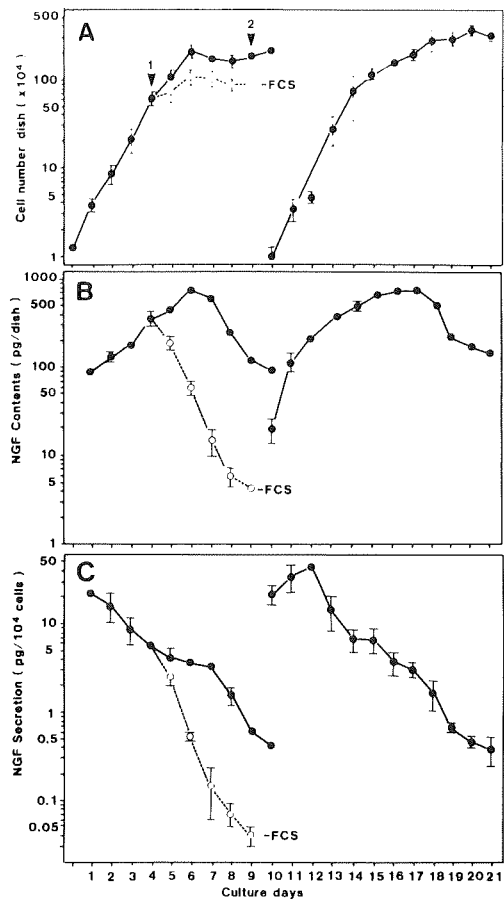 A
1
2
500
100
50
10
5
1
Cell number dish ( x 10⁴ )
-FCS
B
1000
500
100
50
10
5
1
NGF Contents ( pg/dish )
-FCS
C
50
10
5
1
0.5
0.1
0.05
NGF Secretion ( pg/10⁴ cells )
-FCS
1 2 3 4 5 6 7 8 9 10 11 12 13 14 15 16 17 18 19 20 21
Culture days